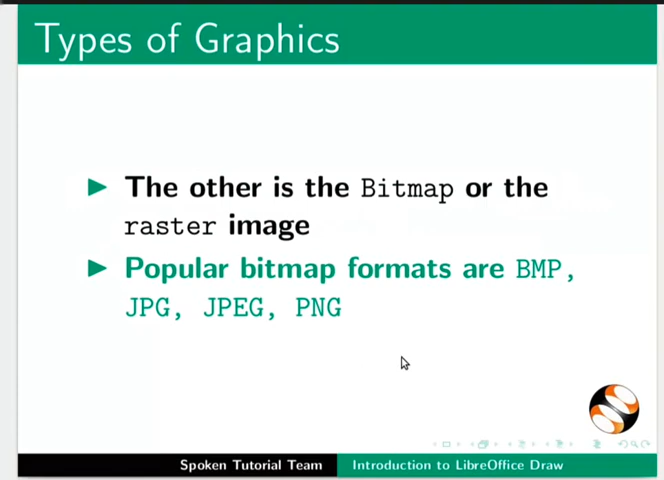 Types of Graphics
The other is the Bitmap or the
raster image
Popular bitmap formats are BMP,
JPG, JPEG, PNG
Spoken Tutorial Team
Introduction to LibreOffice Draw